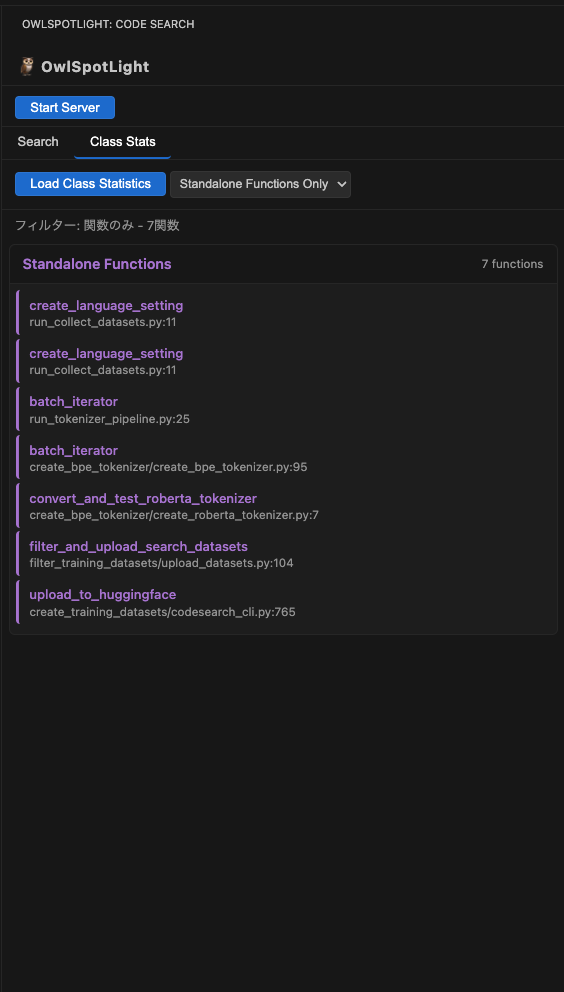 OWLSPOTLIGHT: CODE SEARCH
OwlSpotLight
Start Server
Search Class Stats
Load Class Statistics Standalone Functions Only
フィルター: 関数のみ - 7関数
Standalone Functions 7 functions
create_language_setting
run_collect_datasets.py:11
create_language_setting
run_collect_datasets.py:11
batch_iterator
run_tokenizer_pipeline.py:25
batch_iterator
create_bpe_tokenizer/create_bpe_tokenizer.py:95
convert_and_test_roberta_tokenizer
create_bpe_tokenizer/create_roberta_tokenizer.py:7
filter_and_upload_search_datasets
filter_training_datasets/upload_datasets.py:104
upload_to_huggingface
create_training_datasets/codesearch_cli.py:765